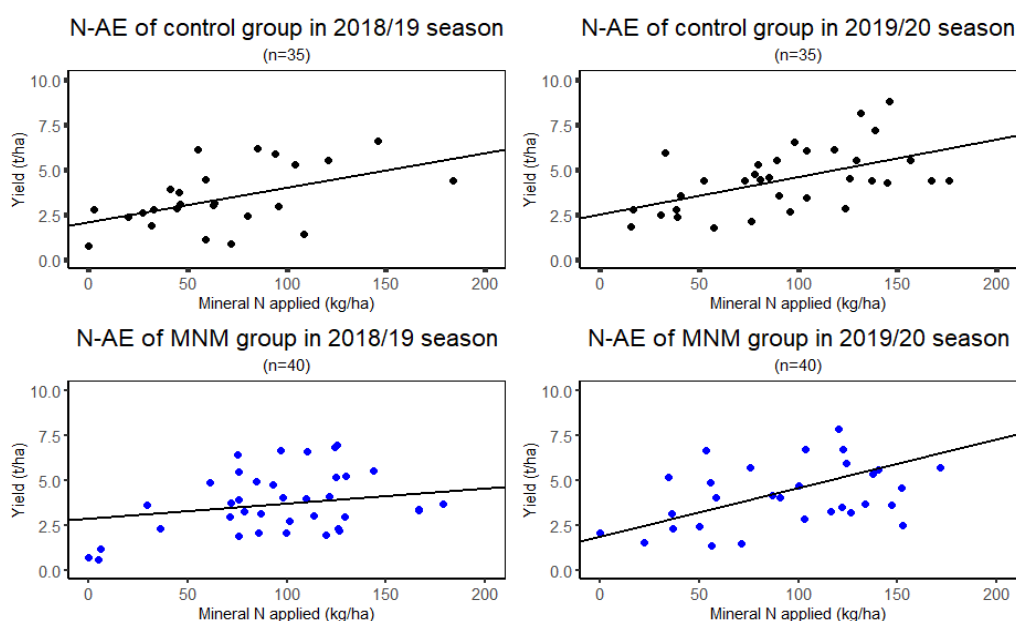 N-AE of control group in 2018/19 season
(n=35)
10.0
7.5
5.0
2.5
0.0
Yield (t/ha)
0 50 100 150 200
Mineral N applied (kg/ha)
N-AE of control group in 2019/20 season
(n=35)
10.0
7.5
5.0
2.5
0.0
Yield (t/ha)
0 50 100 150 200
Mineral N applied (kg/ha)
N-AE of MNM group in 2018/19 season
(n=40)
10.0
7.5
5.0
2.5
0.0
Yield (t/ha)
0 50 100 150 200
Mineral N applied (kg/ha)
N-AE of MNM group in 2019/20 season
(n=40)
10.0
7.5
5.0
2.5
0.0
Yield (t/ha)
0 50 100 150 200
Mineral N applied (kg/ha)